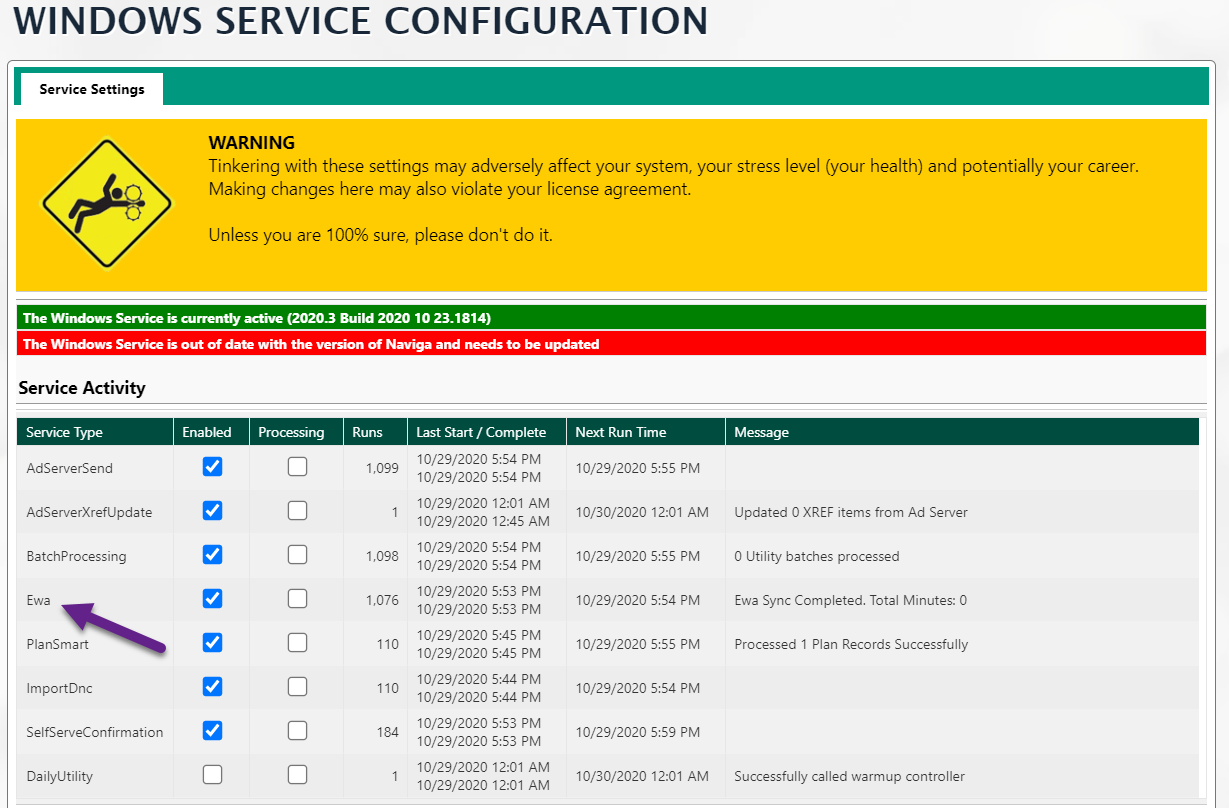 WINDOWS SERVICE CONFIGURATION
Service Settings
WARNING
Tinkering with these settings may adversely affect your system, your stress level (your health) and potentially your career.
Making changes here may also violate your license agreement.
Unless you are 100% sure, please don't do it.
The Windows Service is currently active (2020.3 Build 2020 10 23.1814)
The Windows Service is out of date with the version of Naviga and needs to be updated
Service Activity
Service Type Enabled Processing Runs Last Start / Complete Next Run Time Message
AdServerSend 1,099 10/29/2020 5:54 PM 10/29/2020 5:55 PM
10/29/2020 5:54 PM
AdServerXrefUpdate 1 10/29/2020 12:01 AM 10/30/2020 12:01 AM Updated 0 XREF items from Ad Server
10/29/2020 12:45 AM
BatchProcessing 1,098 10/29/2020 5:54 PM 10/29/2020 5:55 PM 0 Utility batches processed
10/29/2020 5:54 PM
Ewa 1,076 10/29/2020 5:53 PM 10/29/2020 5:54 PM Ewa Sync Completed. Total Minutes: 0
10/29/2020 5:53 PM
PlanSmart 110 10/29/2020 5:45 PM 10/29/2020 5:55 PM Processed 1 Plan Records Successfully
10/29/2020 5:45 PM
ImportDnc 110 10/29/2020 5:44 PM 10/29/2020 5:54 PM
10/29/2020 5:44 PM
SelfServeConfirmation 184 10/29/2020 5:53 PM 10/29/2020 5:59 PM
10/29/2020 5:53 PM
DailyUtility 1 10/29/2020 12:01 AM 10/30/2020 12:01 AM Successfully called warmup controller
10/29/2020 12:01 AM